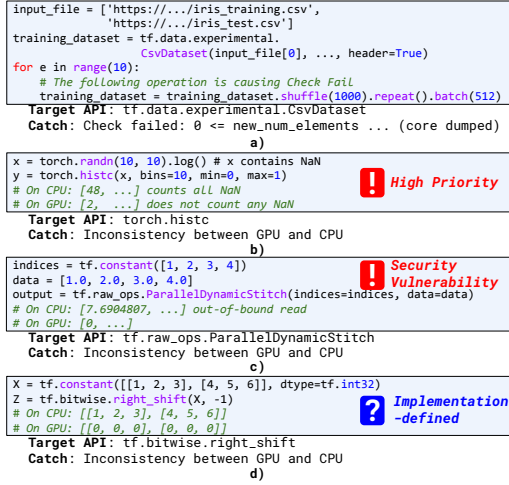 input_file = ['https://.../iris_training.csv',
'https://.../iris_test.csv']
training_dataset = tf.data.experimental.
CsvDataset(input_file[0], ..., header=True)
for e in range(10):
# The following operation is causing Check Fail
training_dataset = training_dataset.shuffle(1000).repeat().batch(512)
Target API: tf.data.experimental.CsvDataset
Catch: Check failed: 0 <= new_num_elements ... (core dumped)
a)
x = torch.randn(10, 10).log() # x contains NaN
y = torch.histc(x, bins=10, min=0, max=1)
# On CPU: [48, ...] counts all NaN
# On GPU: [2, ...] does not count any NaN
! High Priority
Target API: torch.histc
Catch: Inconsistency between GPU and CPU
b)
indices = tf.constant([1, 2, 3, 4])
data = [1.0, 2.0, 3.0, 4.0]
output = tf.raw_ops.ParallelDynamicStitch(indices=indices, data=data)
# On CPU: [7.6904807, ...] out-of-bound read
# On GPU: [0, ...]
! Security
Vulnerability
Target API: tf.raw_ops.ParallelDynamicStitch
Catch: Inconsistency between GPU and CPU
c)
X = tf.constant([[1, 2, 3], [4, 5, 6]], dtype=tf.int32)
Z = tf.bitwise.right_shift(X, -1)
# On CPU: [[1, 2, 3], [4, 5, 6]]
# On GPU: [[0, 0, 0], [0, 0, 0]]
? Implementation
-defined
Target API: tf.bitwise.right_shift
Catch: Inconsistency between GPU and CPU
d)